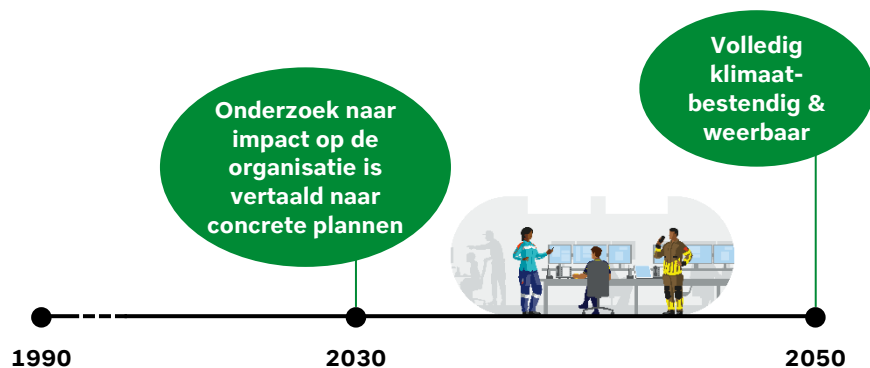 Volledig
klimaat-
bestendig &
weerbaar
Onderzoek naar
impact op de
organisatie is
vertaald naar
concrete plannen
1990
2030
2050